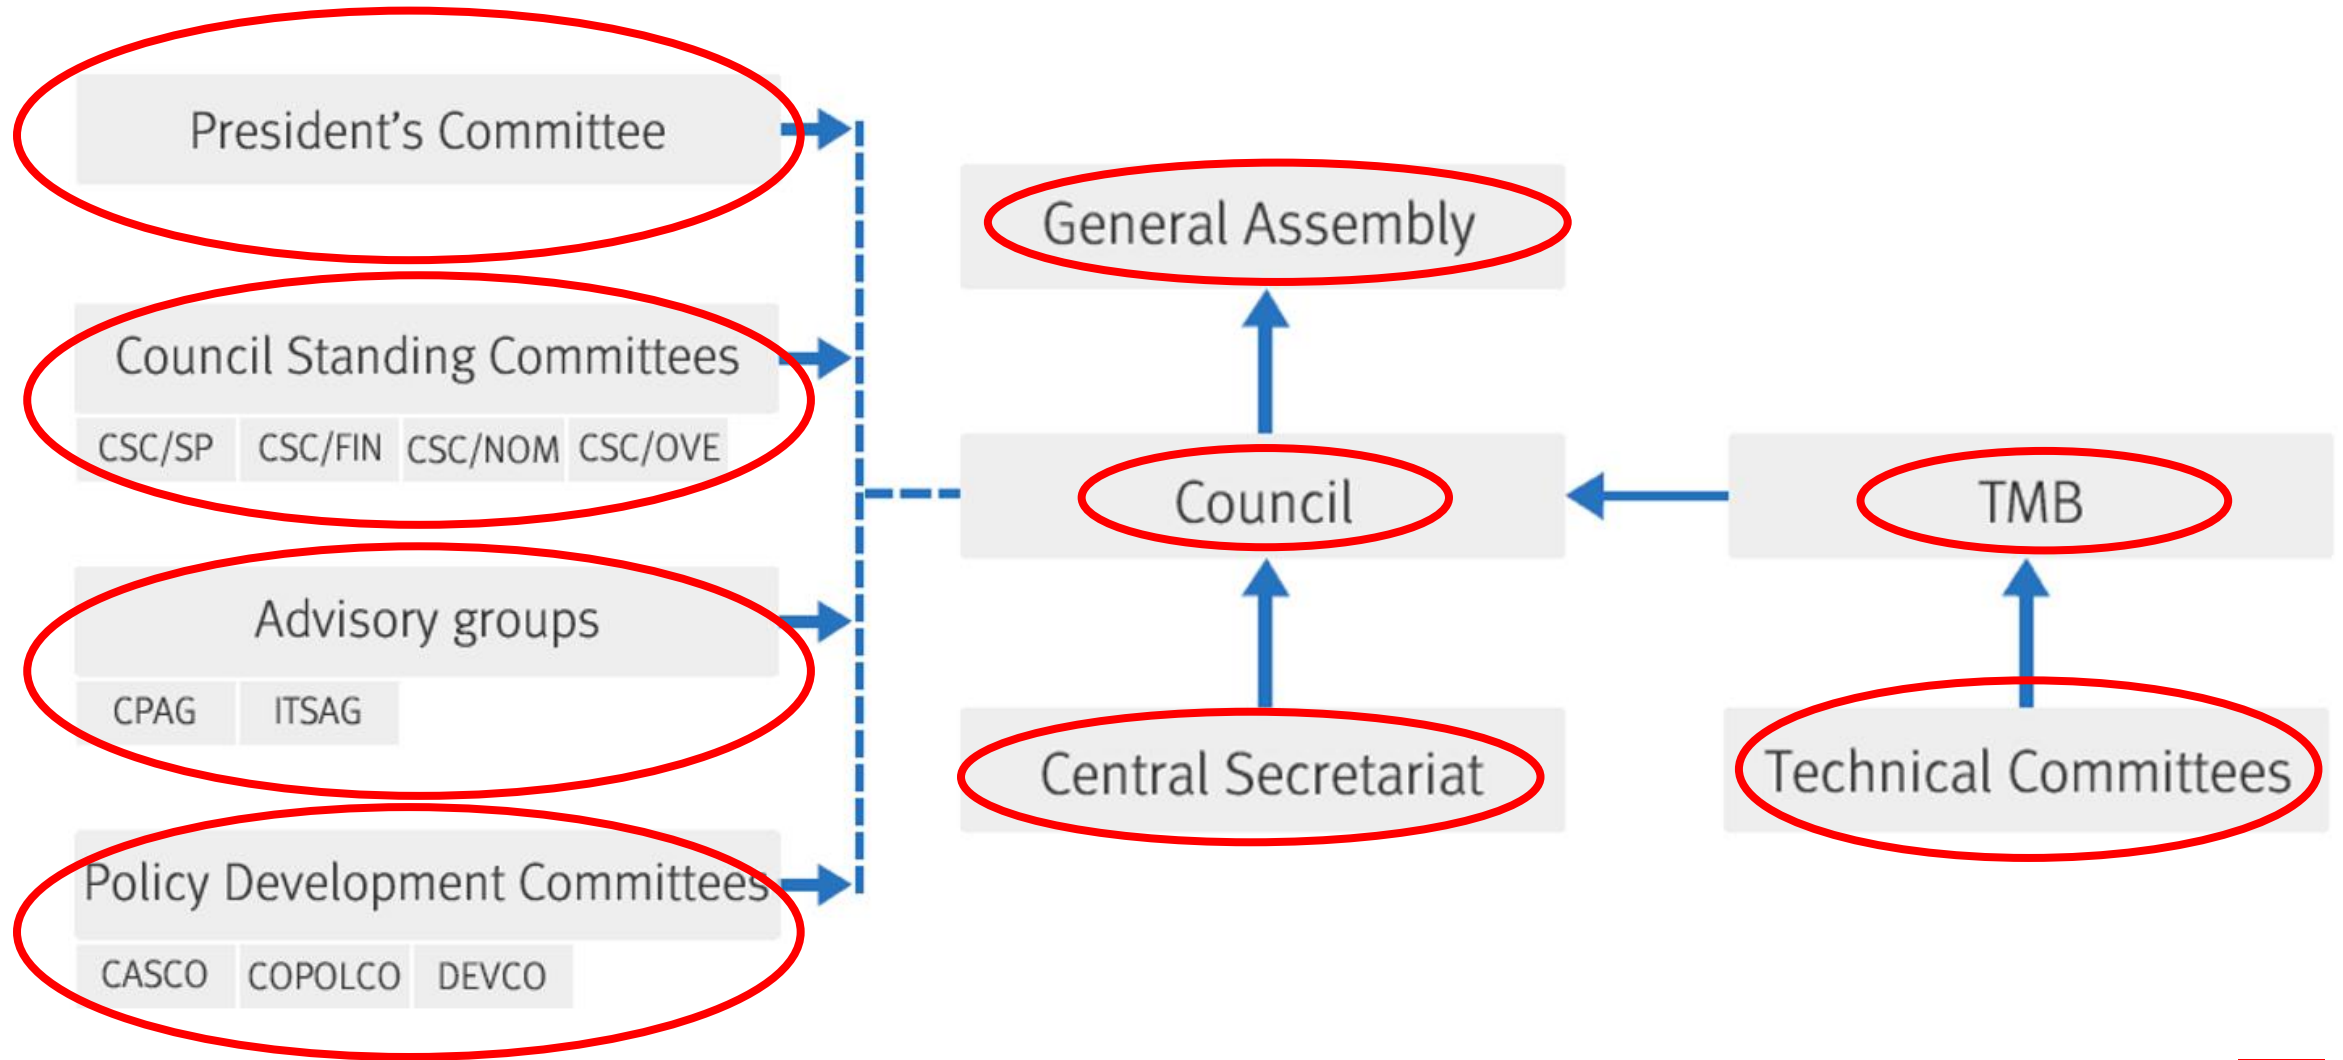 President’s Committee
Council Standing Committees
CSC/SP CSC/FIN CSC/NOM CSC/OVE
Advisory groups
CPAG ITSAG
Policy Development Committees
CASCO COPOLCO DEVCO
General Assembly
Council
Central Secretariat
TMB
Technical Committees